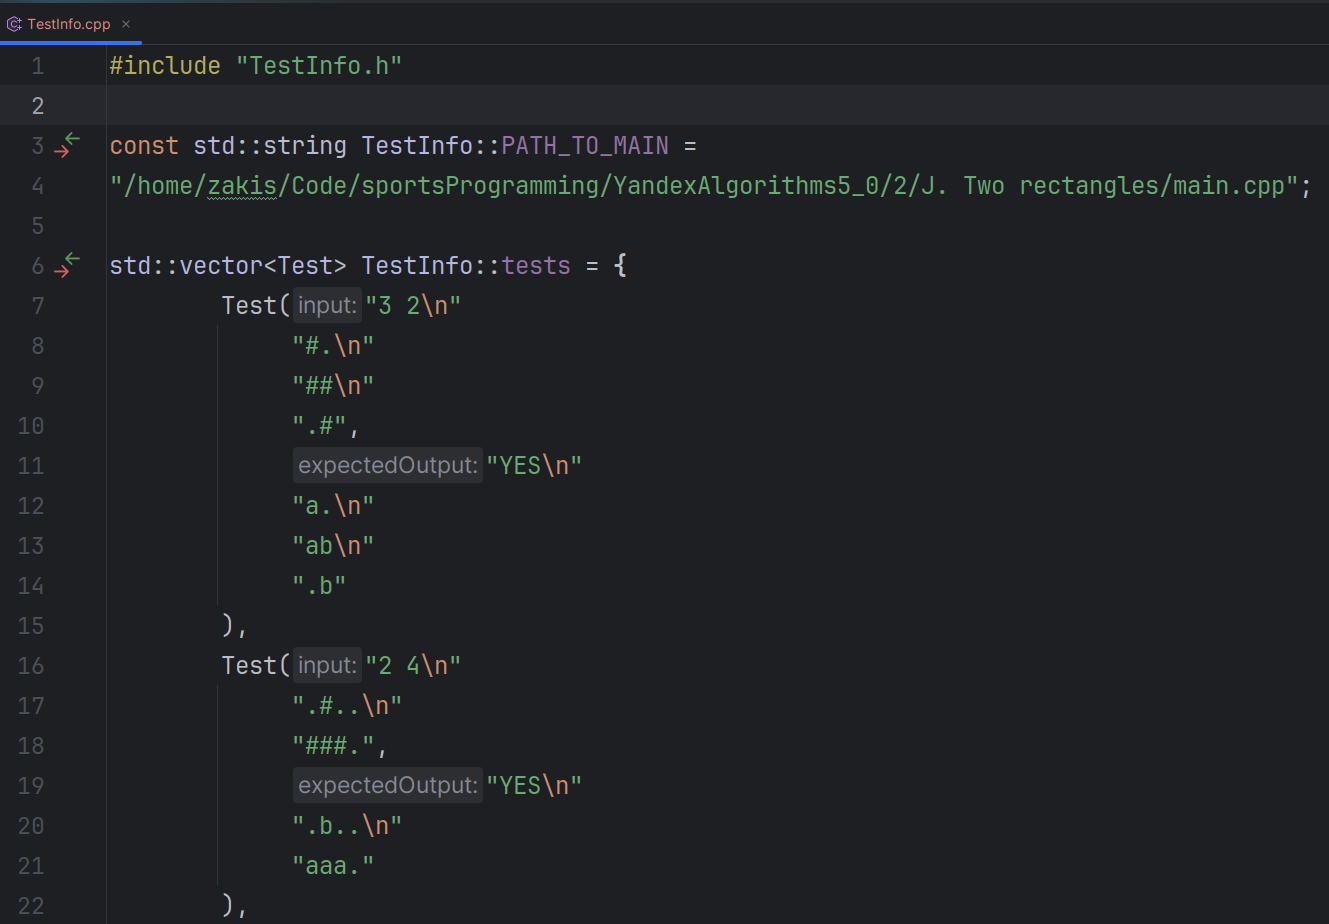 TestInfo.cpp ×
1 #include "TestInfo.h"
2
3 const std::string TestInfo::PATH_TO_MAIN =
4 "/home/zakis/Code/sportsProgramming/YandexAlgorithms5_0/2/J. Two rectangles/main.cpp";
5
6 std::vector<Test> TestInfo::tests = {
7 Test( input: "3 2\n"
8 "#.\n"
9 "##\n"
10 ".#",
11 expectedOutput: "YES\n"
12 "a.\n"
13 "ab\n"
14 ".b"
15 ),
16 Test( input: "2 4\n"
17 ".#..\n"
18 "###.",
19 expectedOutput: "YES\n"
20 ".b..\n"
21 "aaa."
22 ),